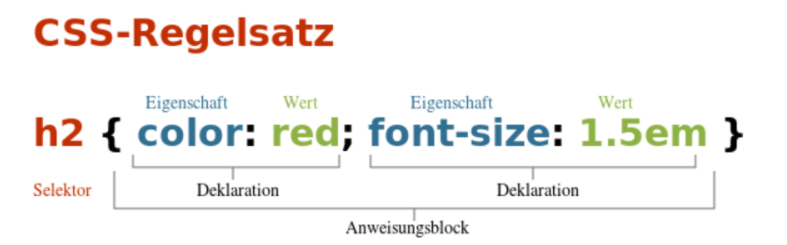 CSS-Regelsatz
Eigenschaft Wert Eigenschaft Wert
h2 { color: red; font-size: 1.5em }
Selektor Deklaration Deklaration
Anweisungsblock